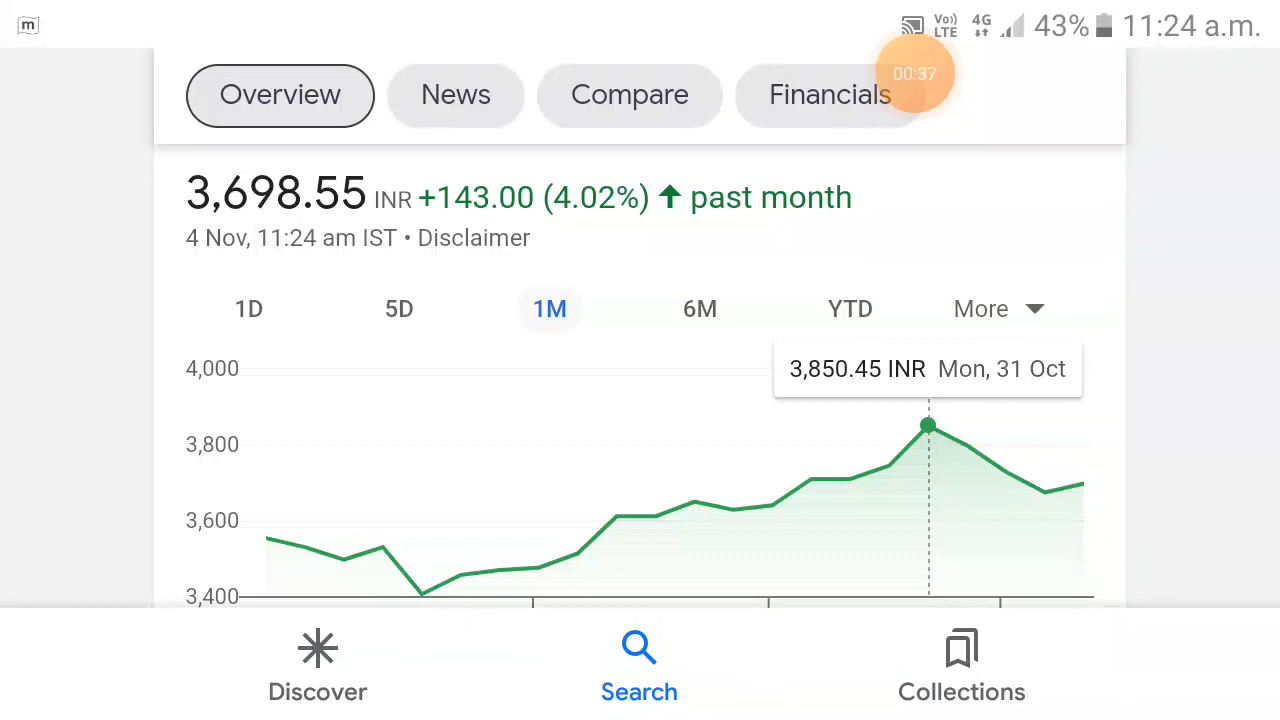 m Vo)) LTE 4G 43% 11:24 a.m.
00:37
Overview News Compare Financials
3,698.55 INR +143.00 (4.02%) ↑ past month
4 Nov, 11:24 am IST • Disclaimer
1D 5D 1M 6M YTD More
3,850.45 INR Mon, 31 Oct
4,000
3,800
3,600
3,400
Discover Search Collections